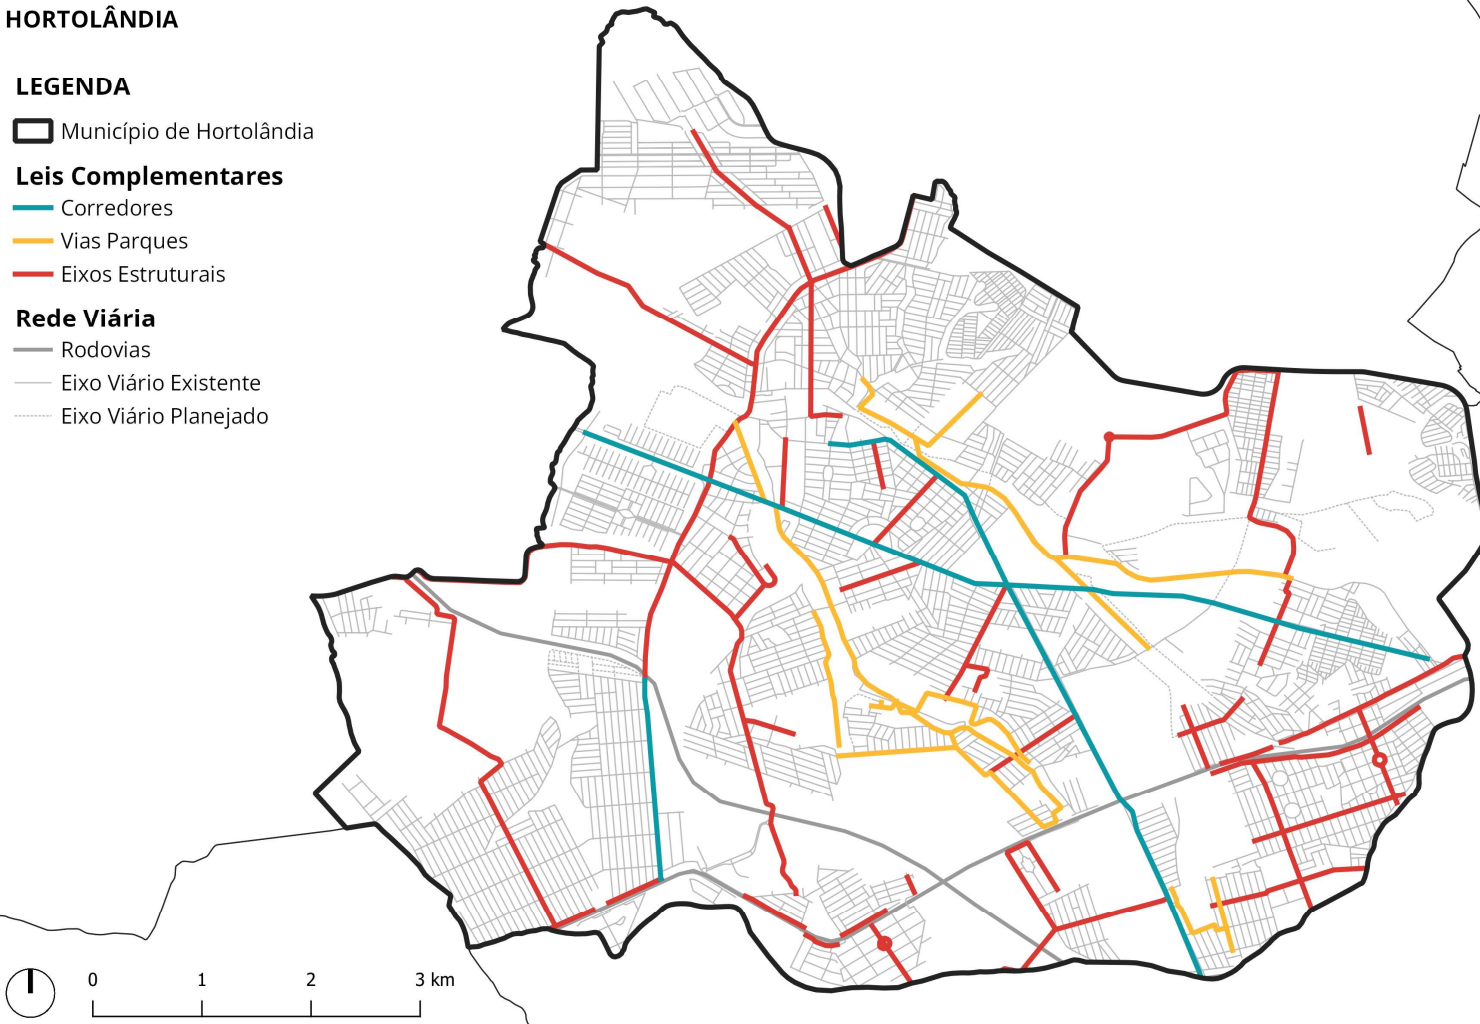 HORTOLÂNDIA
LEGENDA
Município de Hortolândia
Leis Complementares
Corredores
Vias Parques
Eixos Estruturais
Rede Viária
Rodovias
Eixo Viário Existente
Eixo Viário Planejado
0 1 2 3 km